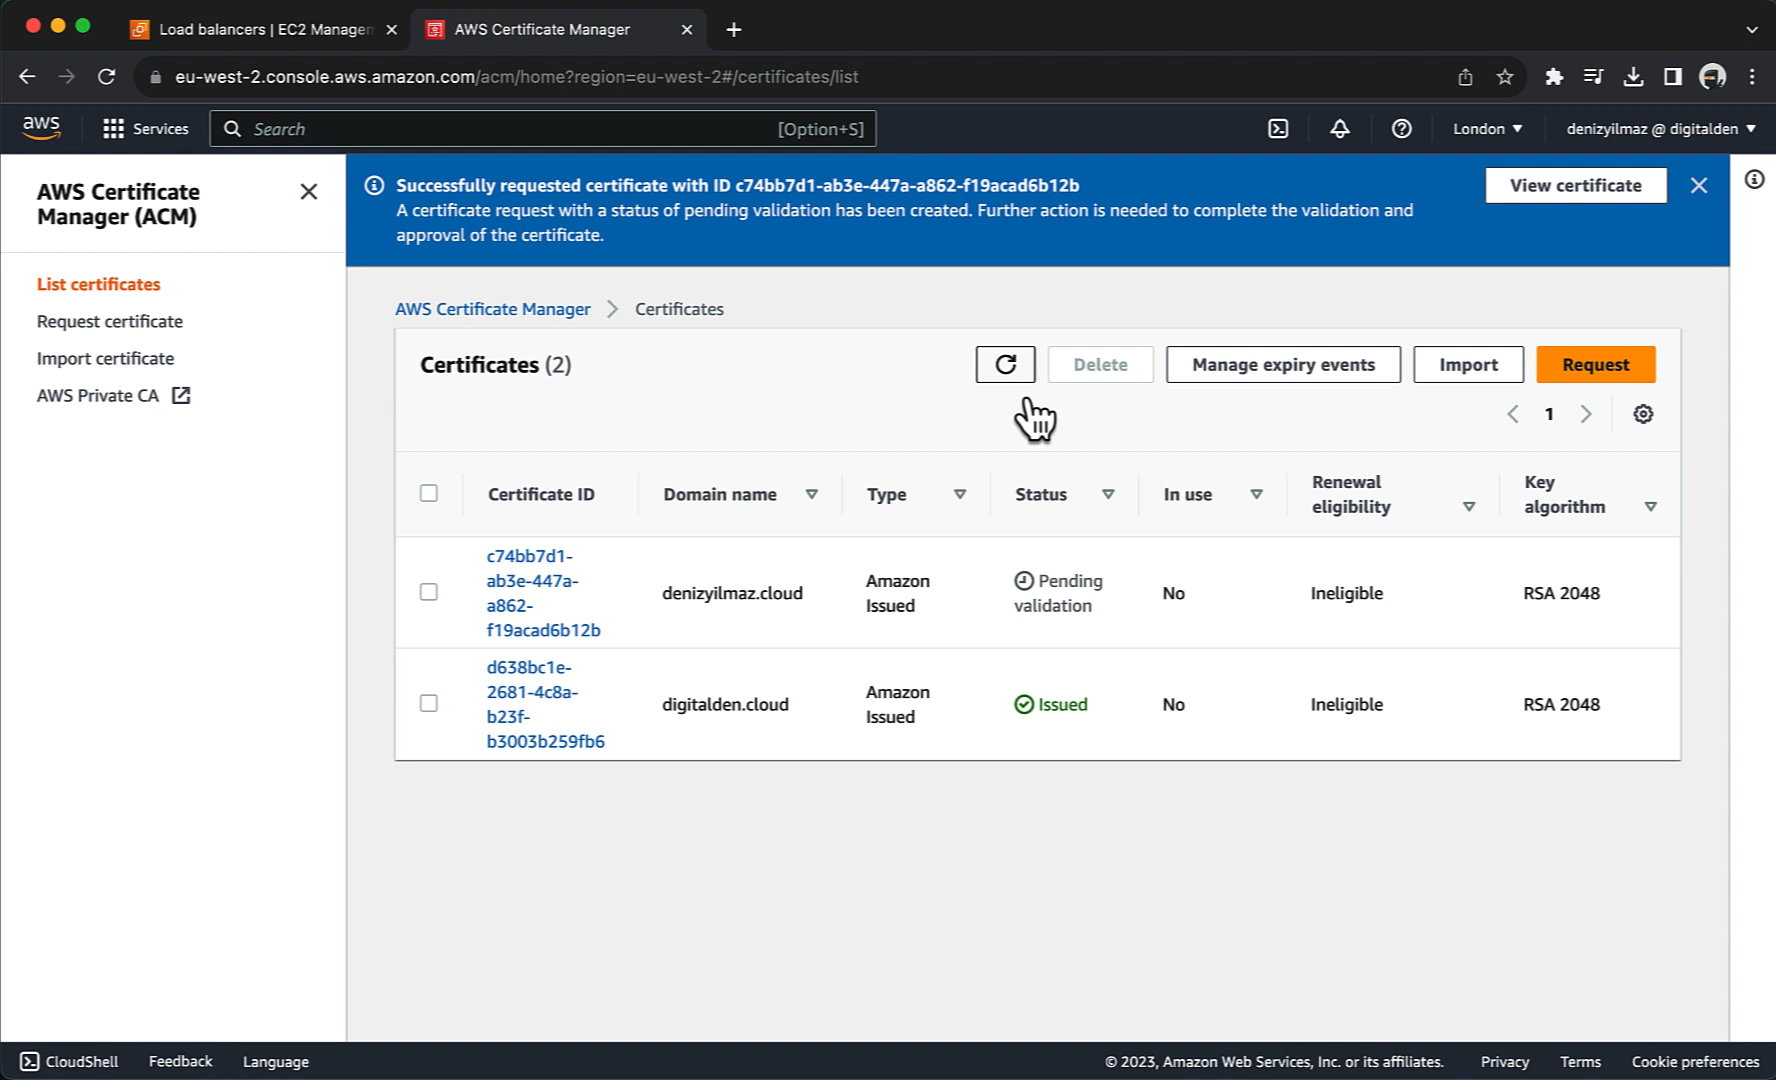 Load balancers | EC2 Managem
AWS Certificate Manager
eu-west-2.console.aws.amazon.com/acm/home?region=eu-west-2#/certificates/list
aws
Services
Search
[Option+S]
London
denizyilmaz @ digitalden
AWS Certificate
Manager (ACM)
List certificates
Request certificate
Import certificate
AWS Private CA
Successfully requested certificate with ID c74bb7d1-ab3e-447a-a862-f19acad6b12b
A certificate request with a status of pending validation has been created. Further action is needed to complete the validation and
approval of the certificate.
View certificate
AWS Certificate Manager
Certificates
Certificates (2)
Delete
Manage expiry events
Import
Request
1
Certificate ID
Domain name
Type
Status
In use
Renewal
eligibility
Key
algorithm
c74bb7d1-
ab3e-447a-
a862-
f19acad6b12b
denizyilmaz.cloud
Amazon
Issued
Pending
validation
No
Ineligible
RSA 2048
d638bc1e-
2681-4c8a-
b23f-
b3003b259fb6
digitalden.cloud
Amazon
Issued
Issued
No
Ineligible
RSA 2048
CloudShell
Feedback
Language
© 2023, Amazon Web Services, Inc. or its affiliates.
Privacy
Terms
Cookie preferences